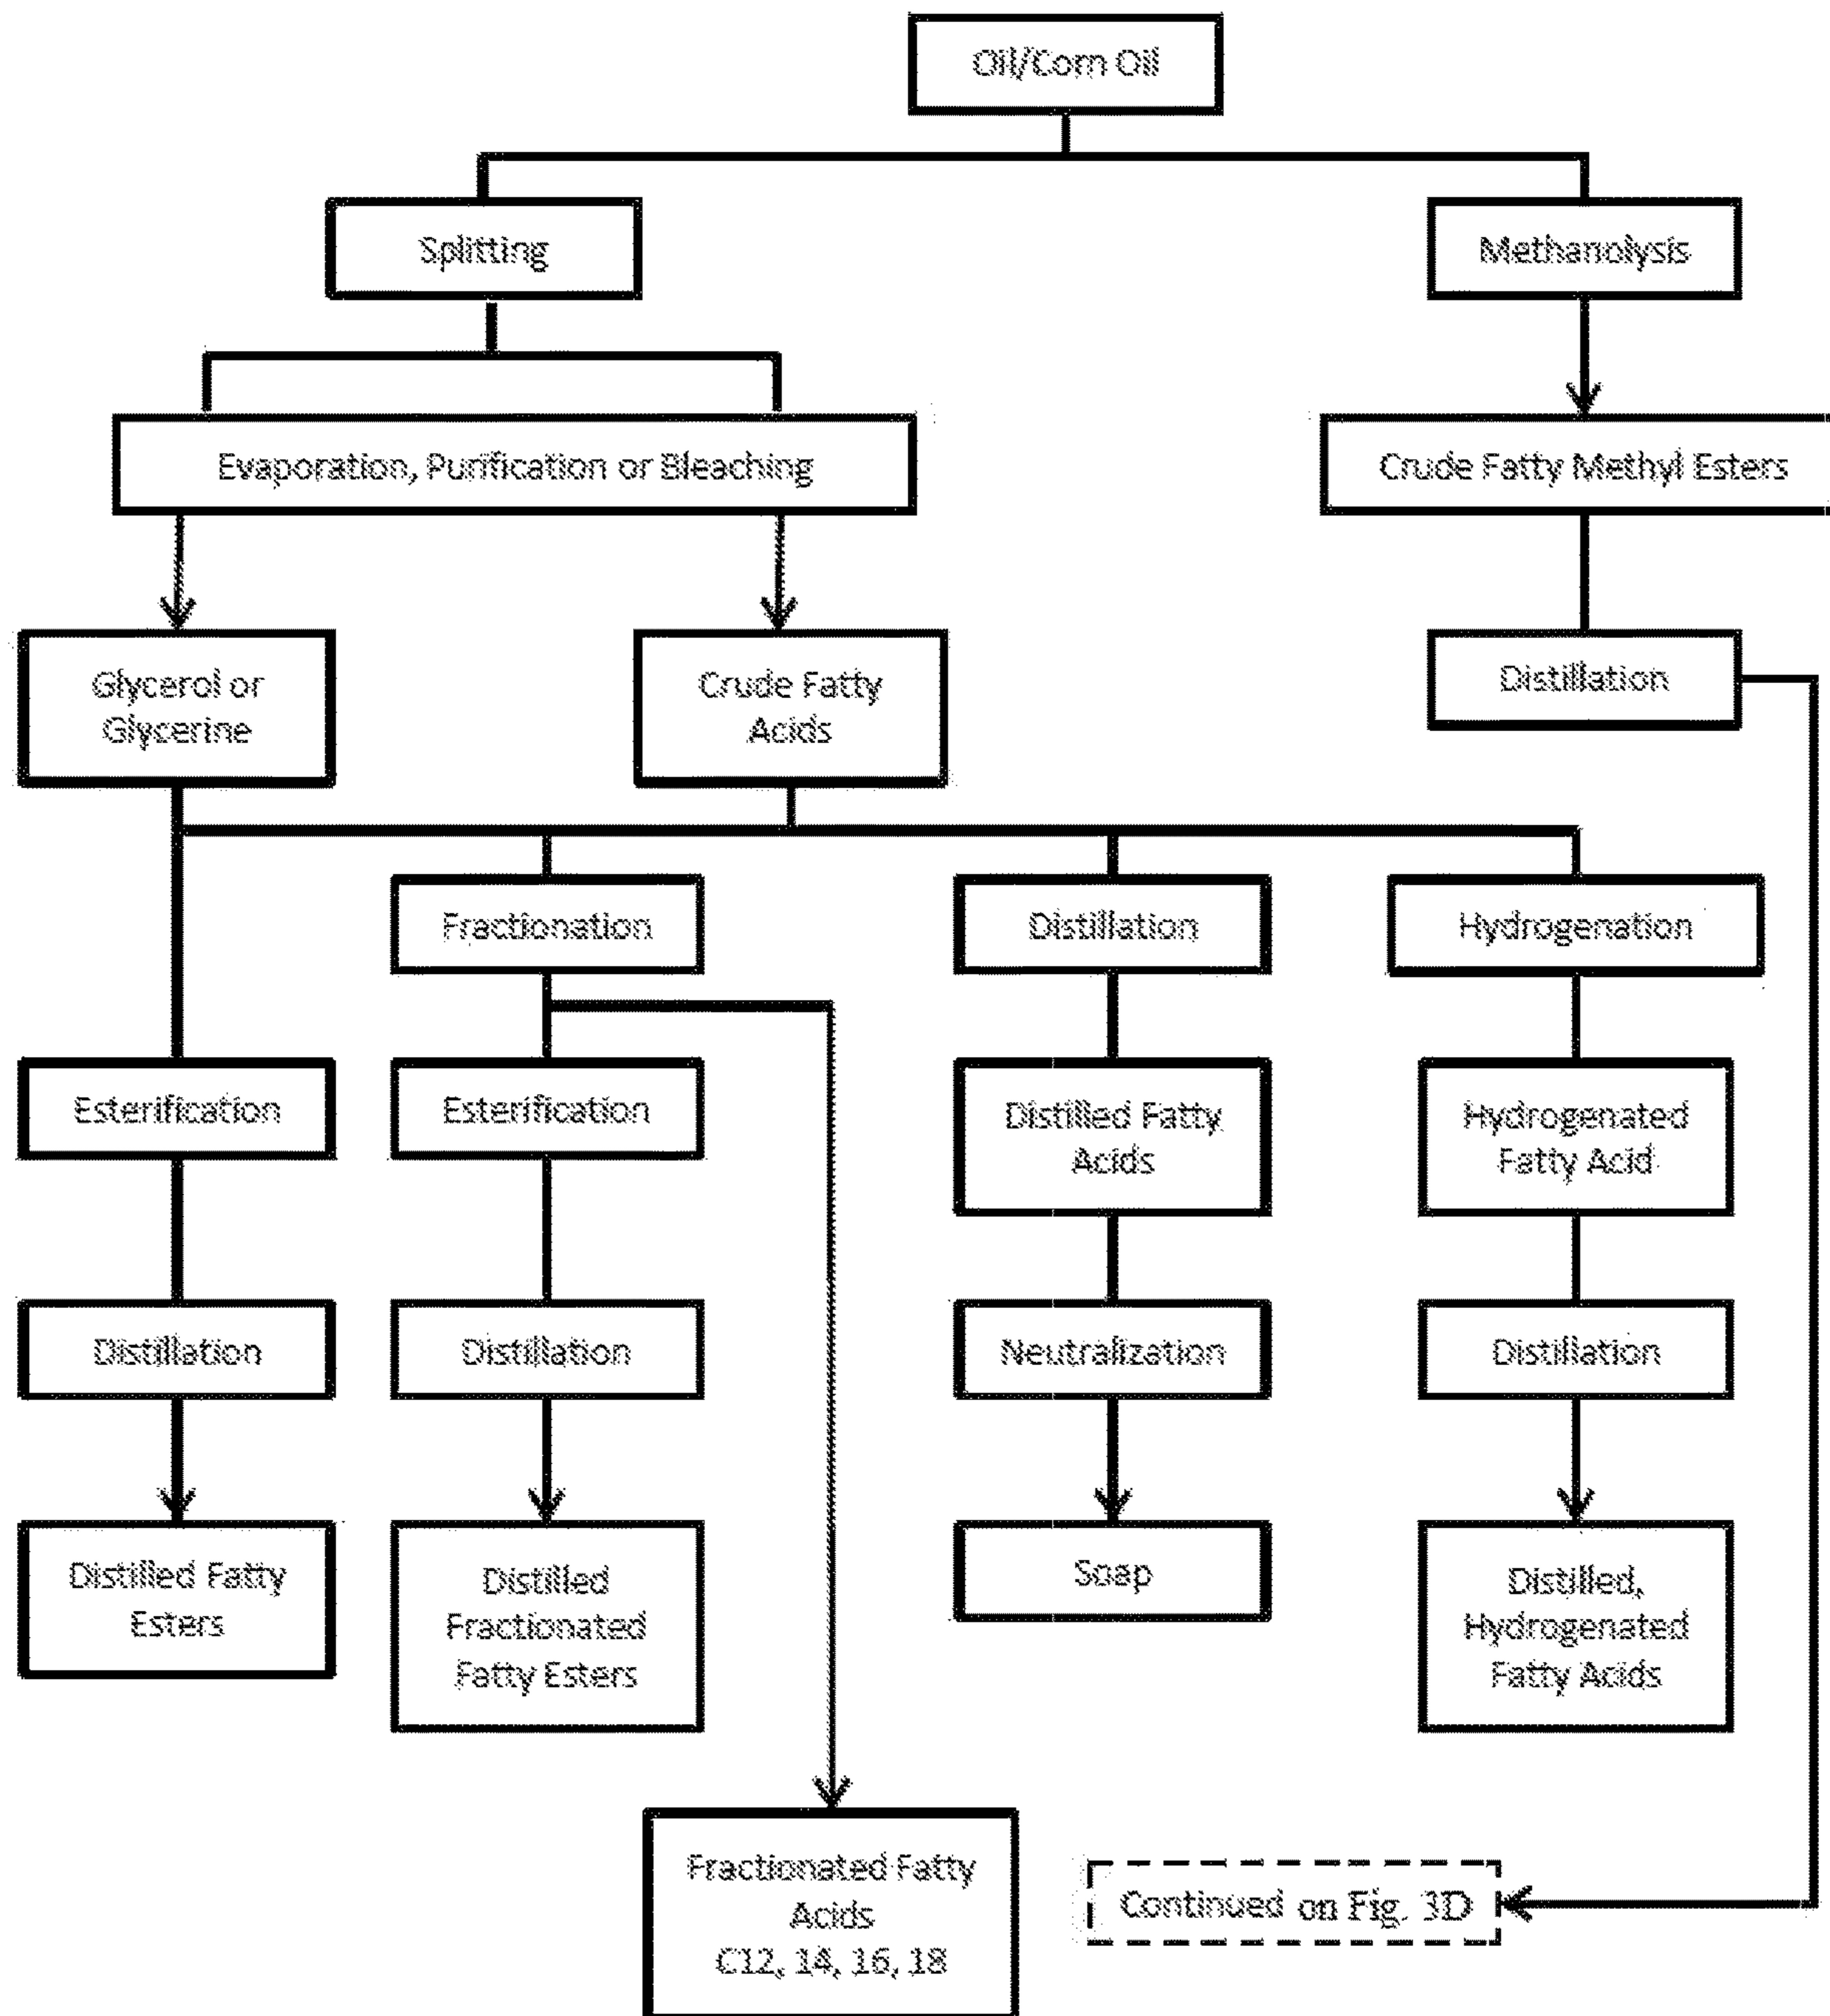 Oil/Corn Oil
Splitting
Methanolysis
Evaporation, Purification or Bleaching
Crude Fatty Methyl Esters
Glycerol or
Glycerine
Crude Fatty
Acids
Distillation
Fractionation
Distillation
Hydrogenation
Esterification
Esterification
Distilled Fatty
Acids
Hydrogenated
Fatty Acid
Distillation
Distillation
Neutralization
Distillation
Distilled Fatty
Esters
Distilled
Fractionated
Fatty Esters
Soap
Distilled,
Hydrogenated
Fatty Acids
Fractionated Fatty
Acids
C12, 14, 16, 18
Continued on Fig. 3D